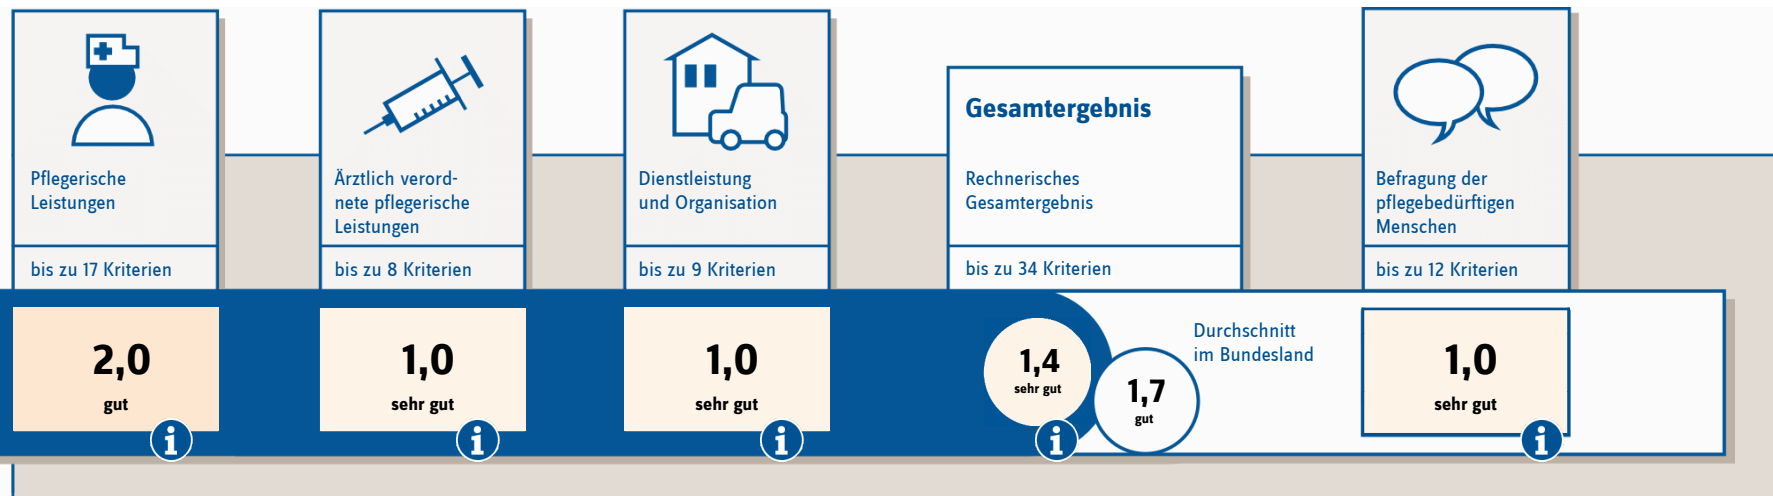 Pflegerische
Leistungen
bis zu 17 Kriterien
2,0
gut
i
Ärztlich verord-
nete pflegerische
Leistungen
bis zu 8 Kriterien
1,0
sehr gut
i
Dienstleistung
und Organisation
bis zu 9 Kriterien
1,0
sehr gut
i
Gesamtergebnis
Rechnerisches
Gesamtergebnis
bis zu 34 Kriterien
1,4
sehr gut
i
1,7
gut
Durchschnitt
im Bundesland
Befragung der
pflegebedürftigen
Menschen
bis zu 12 Kriterien
1,0
sehr gut
i